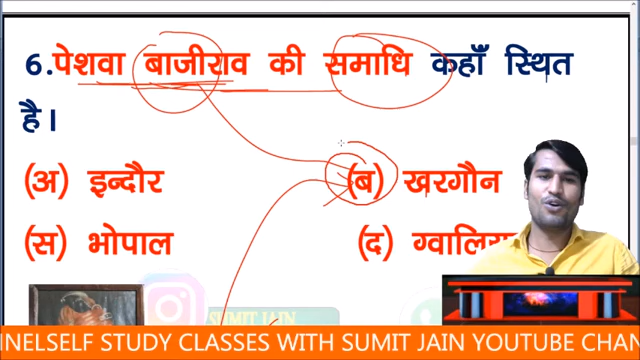 6.पेशवा बाजीराव की समाधि कहाँ स्थित
है।
(अ) इन्दौर (ब) खरगौन
(स) भोपाल (द) ग्वालिय
SUMIT JAIN
NELSELF STUDY CLASSES WITH SUMIT JAIN YOUTUBE CHAN